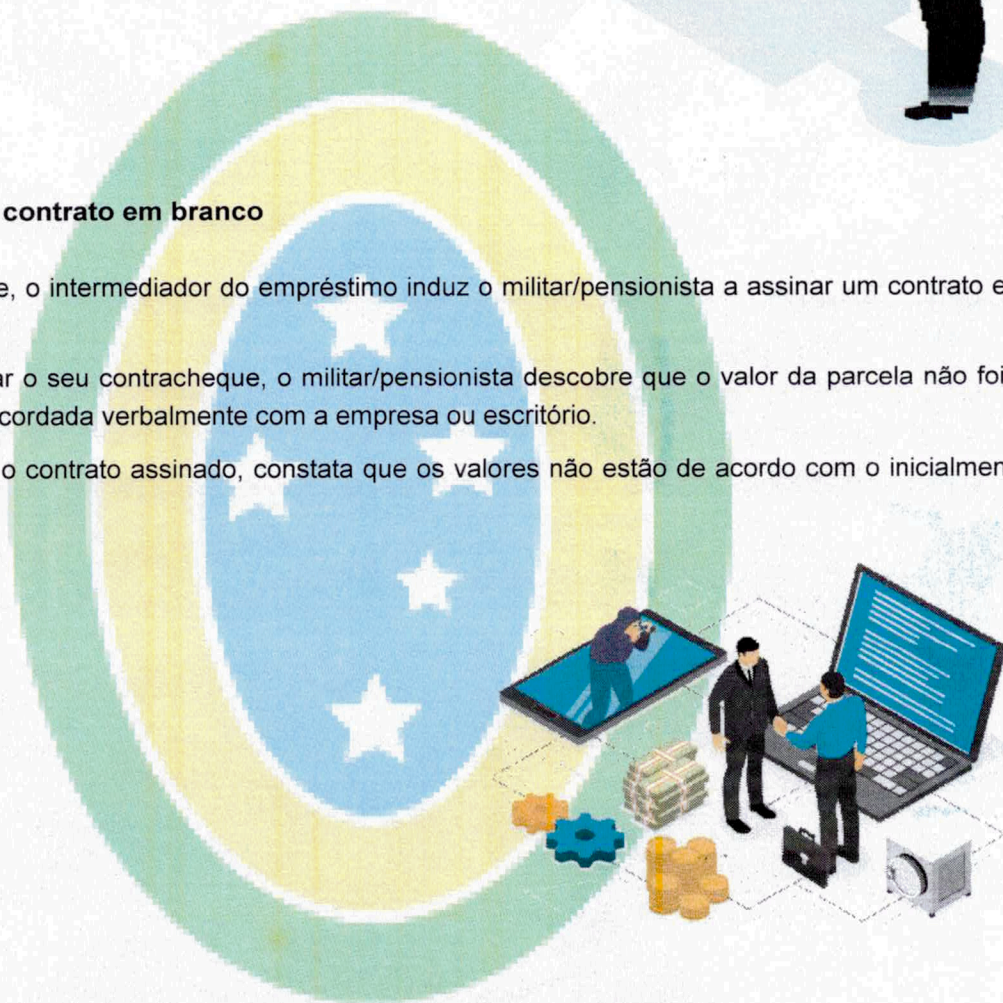 contrato em branco
e, o intermediador do empréstimo induz o militar/pensionista a assinar um contrato e
ar o seu contracheque, o militar/pensionista descobre que o valor da parcela não foi
cordada verbalmente com a empresa ou escritório.
o contrato assinado, constata que os valores não estão de acordo com o inicialmen